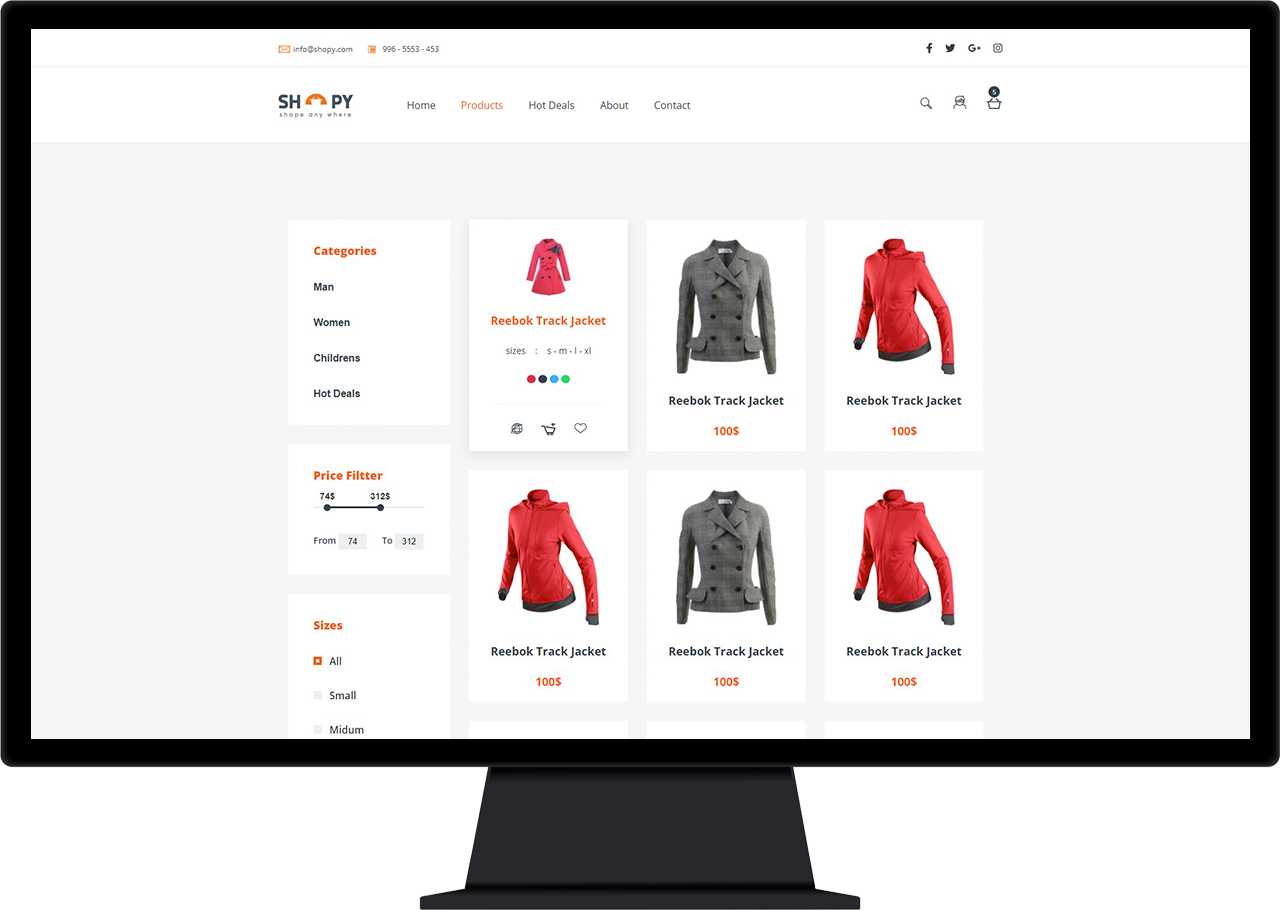 info@shopy.com 996 - 5553 - 453
SH PY
shope any where
Home Products Hot Deals About Contact
5
Categories
Man
Women
Childrens
Hot Deals
Price Filtter
74$ 312$
From 74 To 312
Sizes
All
Small
Midum
Reebok Track Jacket
sizes : s - m - l - xl
Reebok Track Jacket
100$
Reebok Track Jacket
100$
Reebok Track Jacket
100$
Reebok Track Jacket
100$
Reebok Track Jacket
100$